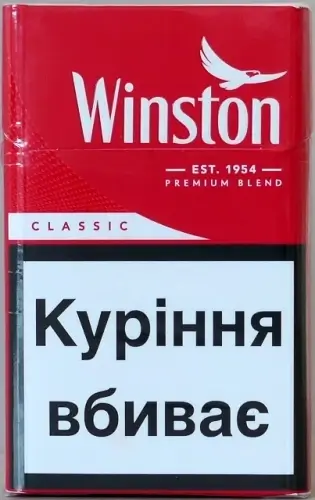 Winston
EST. 1954
PREMIUM BLEND
CLASSIC
Куріння
вбиває